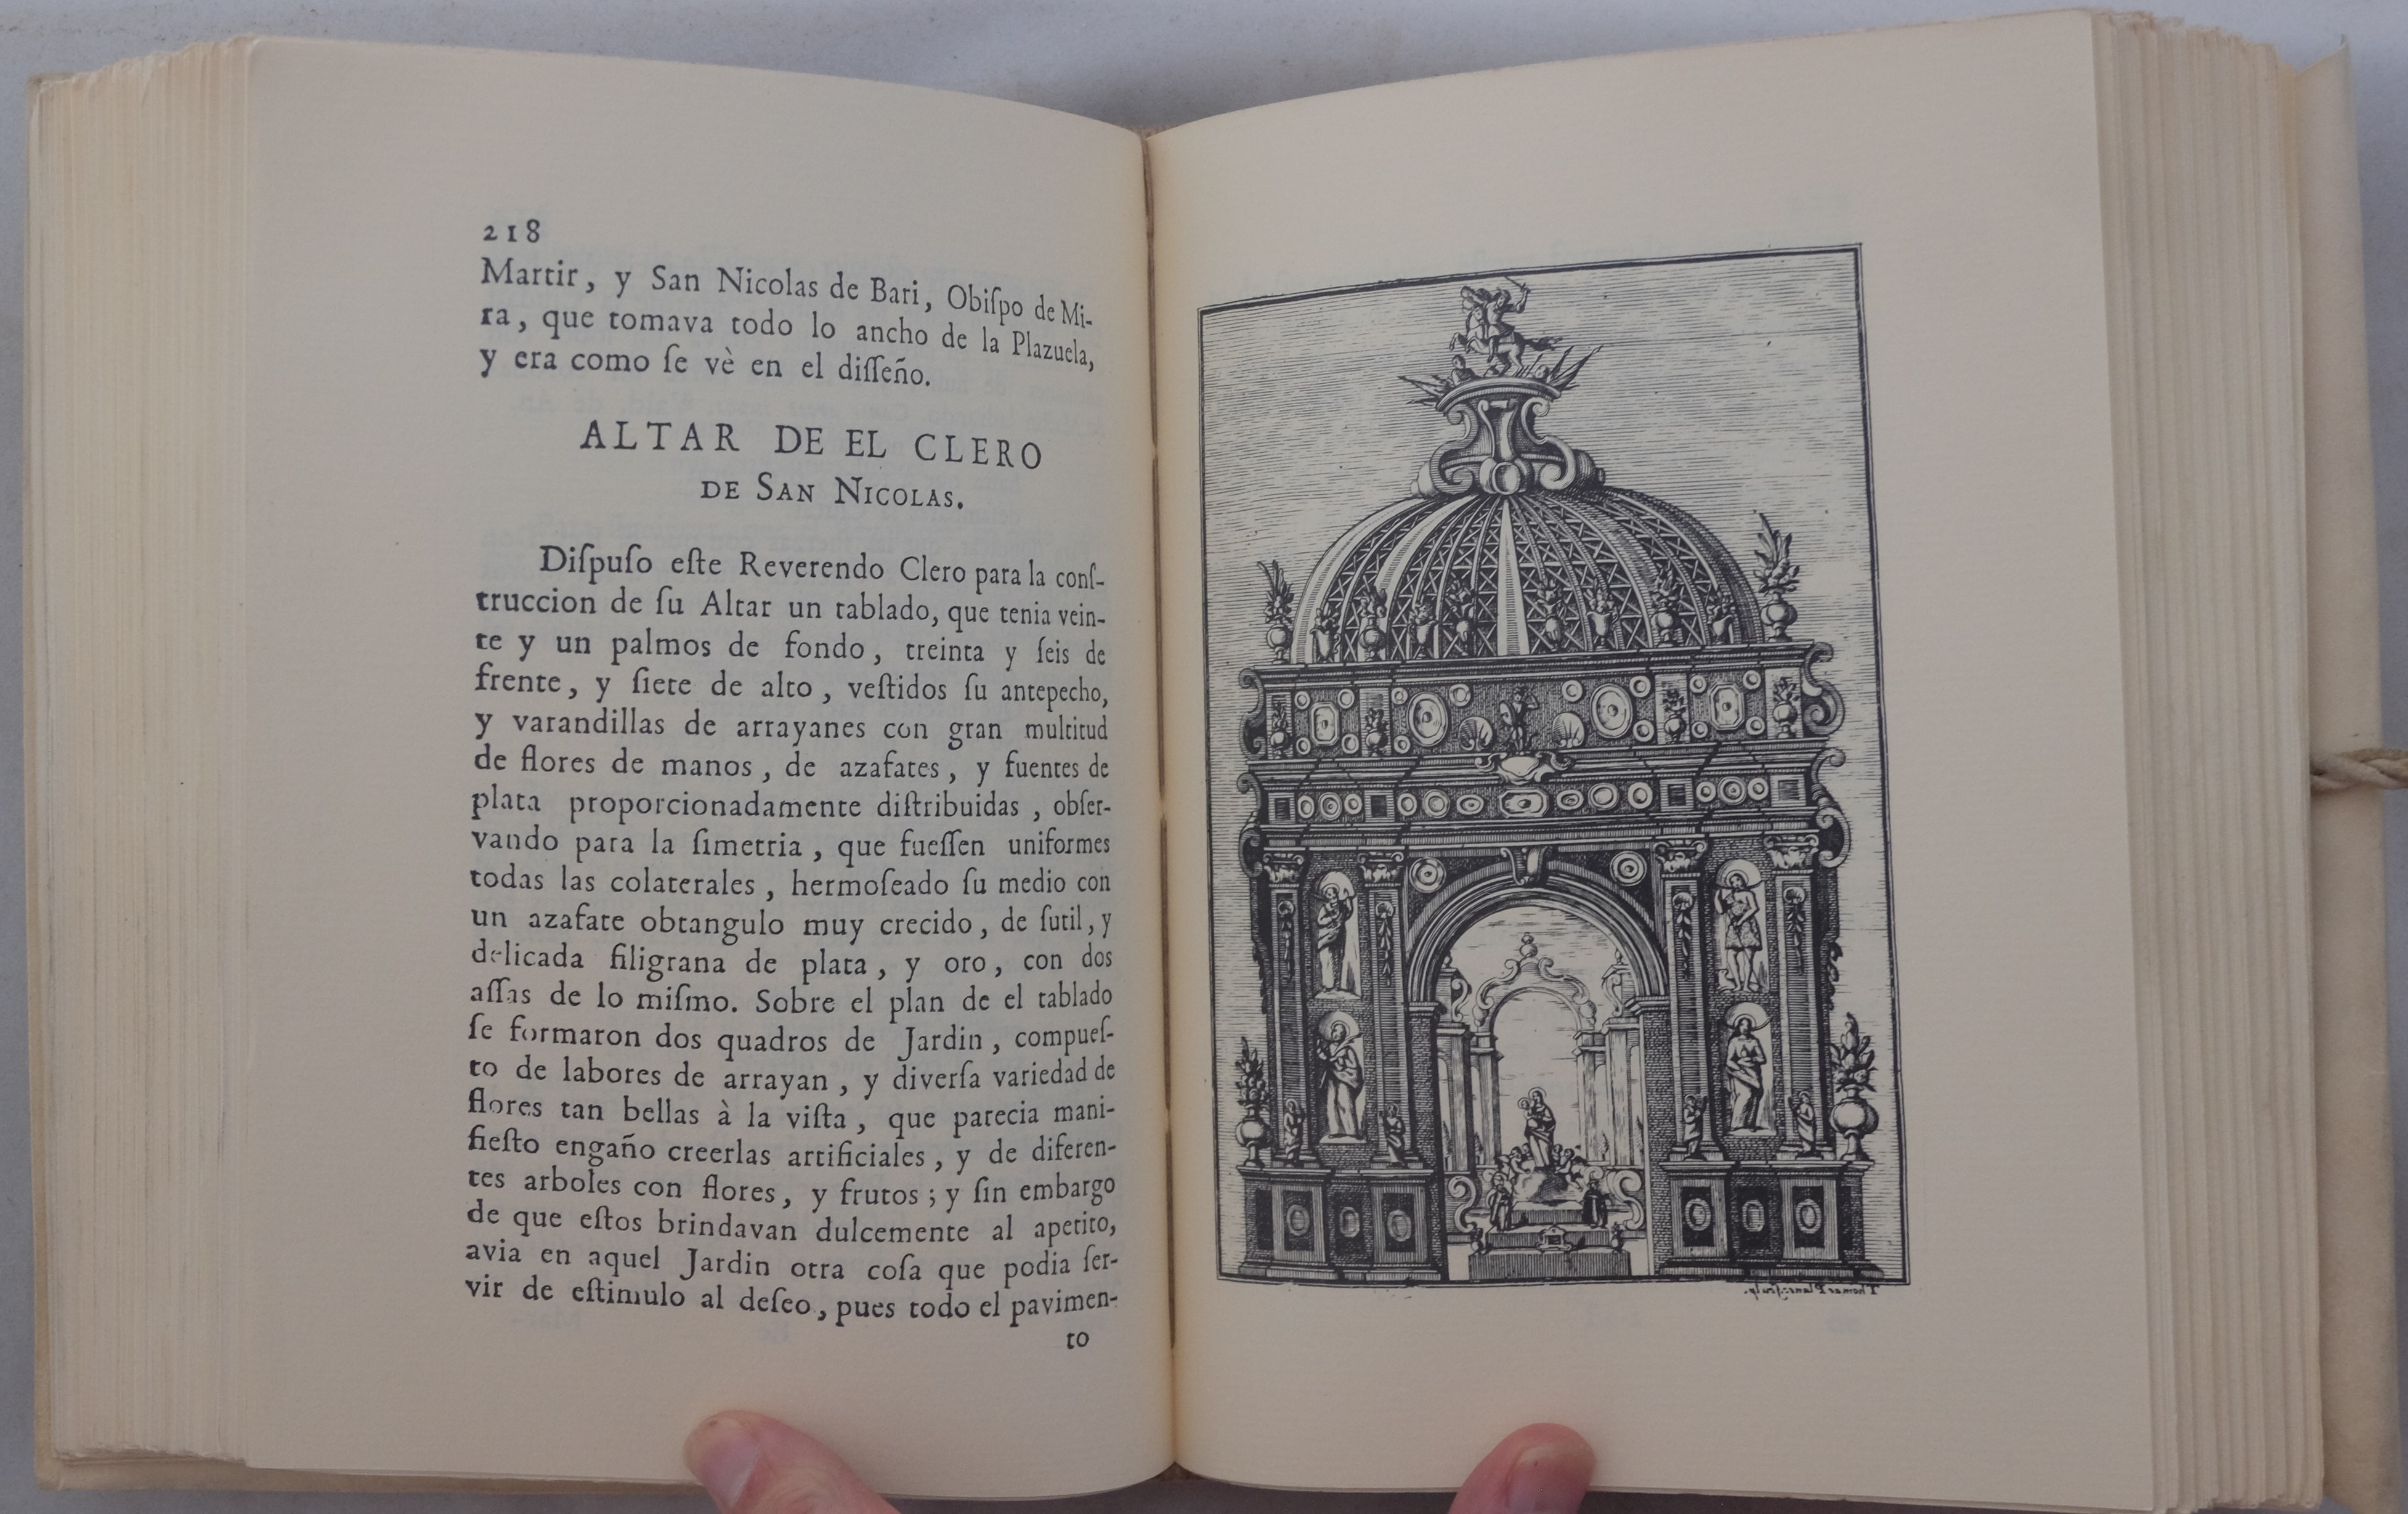 218
Martir, y San Nicolas de Bari, Obiſpo de Mi-
ra, que tomava todo lo ancho de la Plazuela,
y era como ſe vè en el diſſeño.
ALTAR DE EL CLERO
DE SAN NICOLAS.
Diſpuſo eſte Reverendo Clero para la conſ-
truccion de ſu Altar un tablado, que tenia vein-
te y un palmos de fondo, treinta y ſeis de
frente, y ſiete de alto, veſtidos ſu antepecho,
y varandillas de arrayanes con gran multitud
de flores de manos, de azafates, y fuentes de
plata proporcionadamente diſtribuidas, obſer-
vando para la ſimetria, que fueſſen uniformes
todas las colaterales, hermoſeado ſu medio con
un azafate obtangulo muy crecido, de ſutil, y
delicada filigrana de plata, y oro, con dos
aſſas de lo miſmo. Sobre el plan de el tablado
ſe formaron dos quadros de Jardin, compueſ-
to de labores de arrayan, y diverſa variedad de
flores tan bellas à la viſta, que parecia mani-
fieſto engaño creerlas artificiales, y de diferen-
tes arboles con flores, y frutos; y ſin embargo
de que eſtos brindavan dulcemente al apetito,
avia en aquel Jardin otra coſa que podia ſer-
vir de eſtimulo al deſeo, pues todo el pavimen-
to
Thomas Planes ſculp.